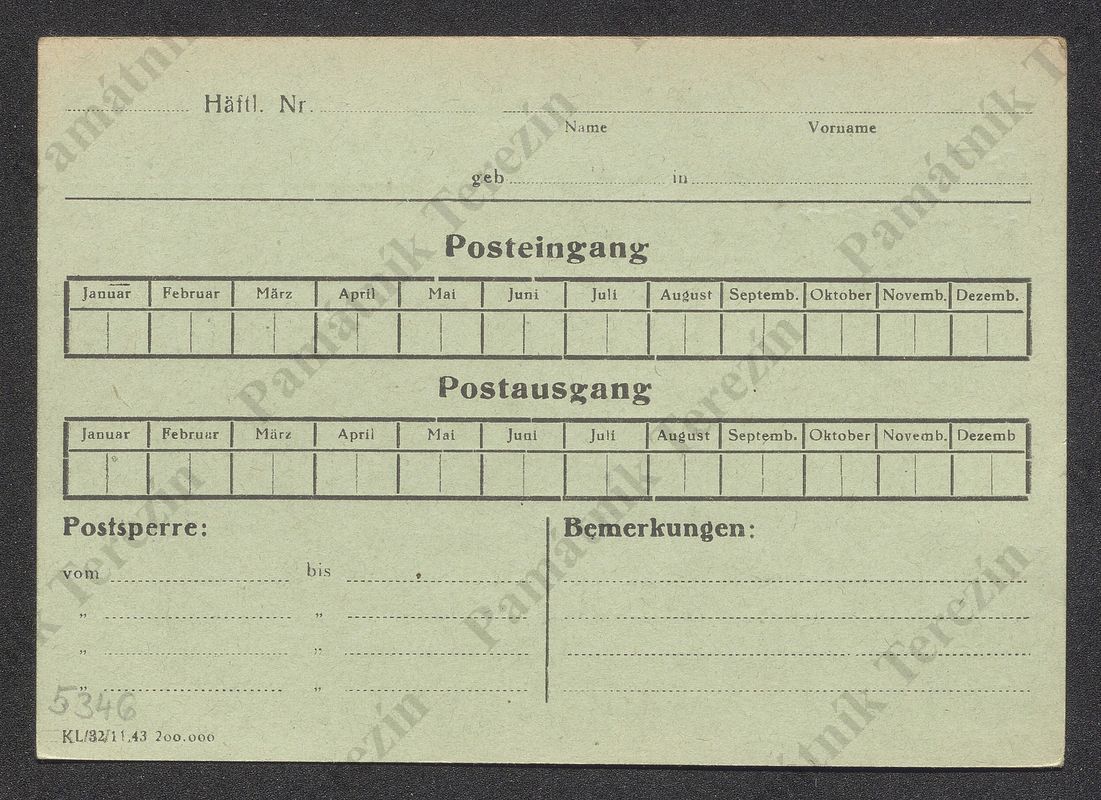 Häftl. Nr.
Name Vorname
geb. in
Posteingang
Januar Februar März April Mai Juni Juli August Septemb. Oktober Novemb. Dezemb.
Postausgang
Januar Februar März April Mai Juni Juli August Septemb. Oktober Novemb. Dezemb
Postsperre: Bemerkungen:
vom bis
„ „
„ „
„ „
5346
KL/32/11.43 200.000
Památník Terezín